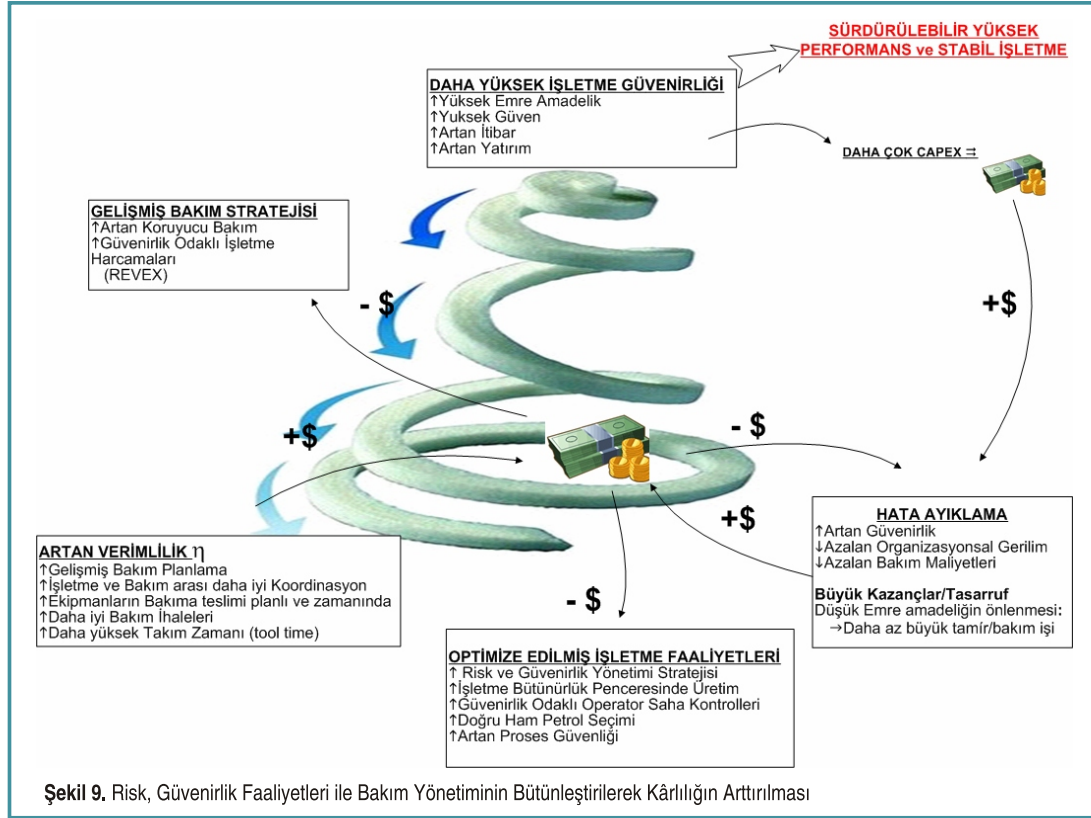 SÜRDÜRÜLEBİLİR YÜKSEK
PERFORMANS ve STABİL İŞLETME
DAHA YÜKSEK İŞLETME GÜVENİRLİĞİ
↑Yüksek Emre Amadelik
↑Yuksek Güven
↑Artan İtibar
↑Artan Yatırım
DAHA ÇOK CAPEX ⇉
GELİŞMİŞ BAKIM STRATEJİSİ
↑Artan Koruyucu Bakım
↑Güvenirlik Odaklı İşletme
Harcamaları
(REVEX)
- $
+$
+$
- $
+$
- $
ARTAN VERİMLİLİK η
↑Gelişmiş Bakım Planlama
↑İşletme ve Bakım arası daha iyi Koordinasyon
↑Ekipmanların Bakıma teslimi planlı ve zamanında
↑Daha iyi Bakım İhaleleri
↑Daha yüksek Takım Zamanı (tool time)
HATA AYIKLAMA
↑Artan Güvenirlik
↓Azalan Organizasyonsal Gerilim
↓Azalan Bakım Maliyetleri
Büyük Kazançlar/Tasarruf
Düşük Emre amadeliğin önlenmesi:
→Daha az büyük tamír/bakım işi
OPTİMİZE EDİLMİŞ İŞLETME FAALİYETLERİ
↑ Risk ve Güvenirlik Yönetimi Stratejisi
↑İşletme Bütünürlük Penceresinde Üretim
↑Güvenirlik Odaklı Operator Saha Kontrolleri
↑Doğru Ham Petrol Seçimi
↑Artan Proses Güvenliği
Şekil 9. Risk, Güvenirlik Faaliyetleri ile Bakım Yönetiminin Bütünleştirilerek Kârlılığın Arttırılması